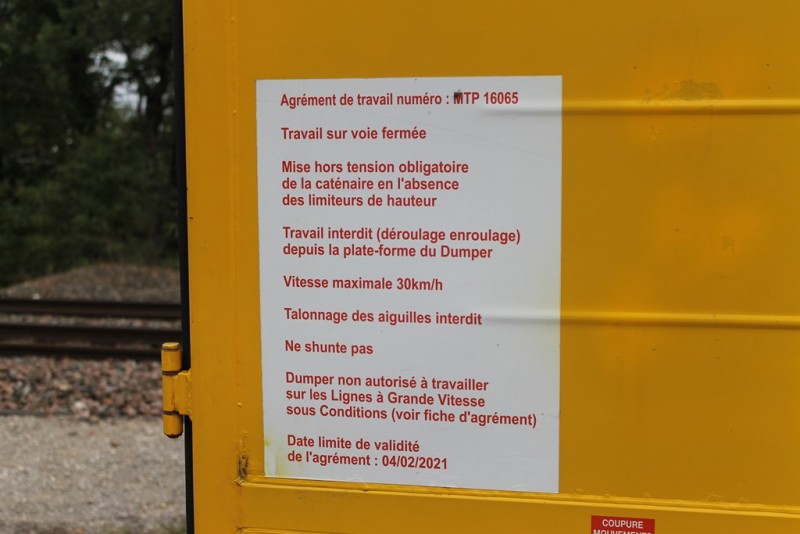 Agrément de travail numéro : MTP 16065
Travail sur voie fermée
Mise hors tension obligatoire
de la caténaire en l'absence
des limiteurs de hauteur
Travail interdit (déroulage enroulage)
depuis la plate-forme du Dumper
Vitesse maximale 30km/h
Talonnage des aiguilles interdit
Ne shunte pas
Dumper non autorisé à travailler
sur les Lignes à Grande Vitesse
sous Conditions (voir fiche d'agrément)
Date limite de validité
de l'agrément : 04/02/2021
COUPURE
MOUVEMENTS